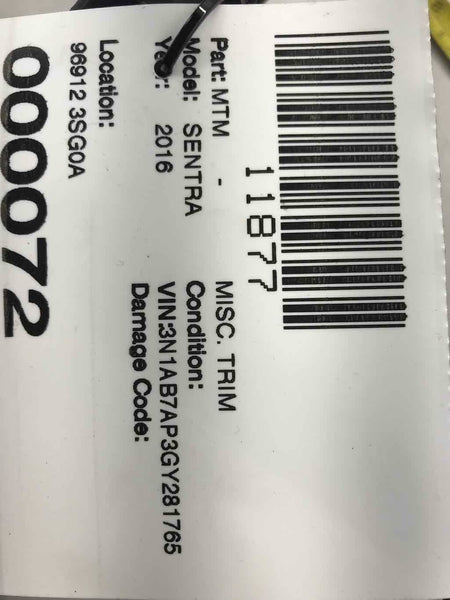 11877
Part: MTM - MISC. TRIM
Model: SENTRA Condition:
Year: 2016 VIN:3N1AB7AP3GY281765
Damage Code:
Location:
96912 3SG0A
000072